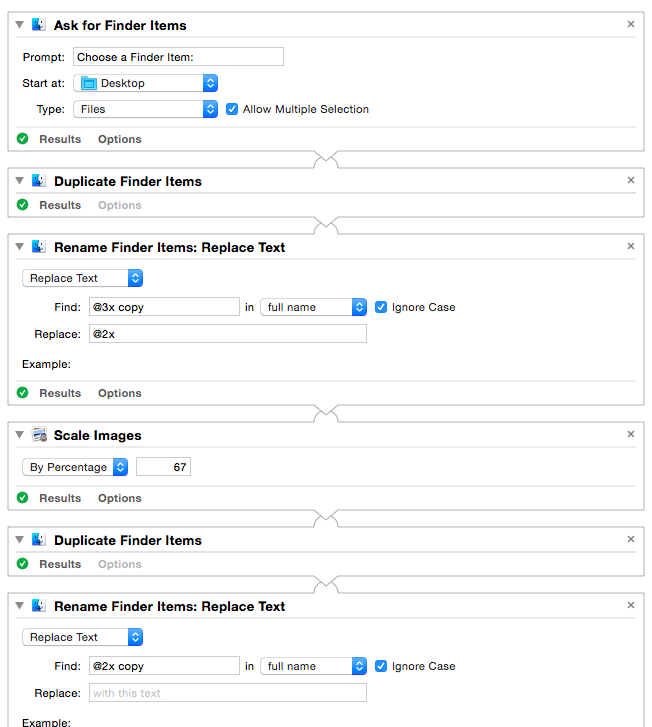 Ask for Finder Items
Prompt: Choose a Finder Item:
Start at: Desktop
Type: Files Allow Multiple Selection
Results Options
Duplicate Finder Items
Results Options
Rename Finder Items: Replace Text
Replace Text
Find: @3x copy in full name Ignore Case
Replace: @2x
Example:
Results Options
Scale Images
By Percentage 67
Results Options
Duplicate Finder Items
Results Options
Rename Finder Items: Replace Text
Replace Text
Find: @2x copy in full name Ignore Case
Replace: with this text
Example: